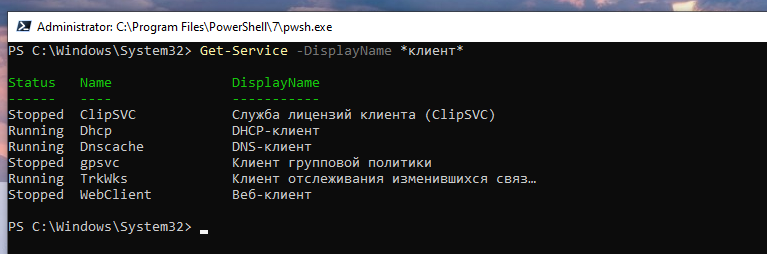 Administrator: C:\Program Files\PowerShell\7\pwsh.exe
PS C:\Windows\System32> Get-Service -DisplayName *клиент*
Status Name DisplayName
------ ---- -----------
Stopped ClipSVC Служба лицензий клиента (ClipSVC)
Running Dhcp DHCP-клиент
Running Dnscache DNS-клиент
Stopped gpsvc Клиент групповой политики
Running TrkWks Клиент отслеживания изменившихся связ…
Stopped WebClient Веб-клиент
PS C:\Windows\System32>